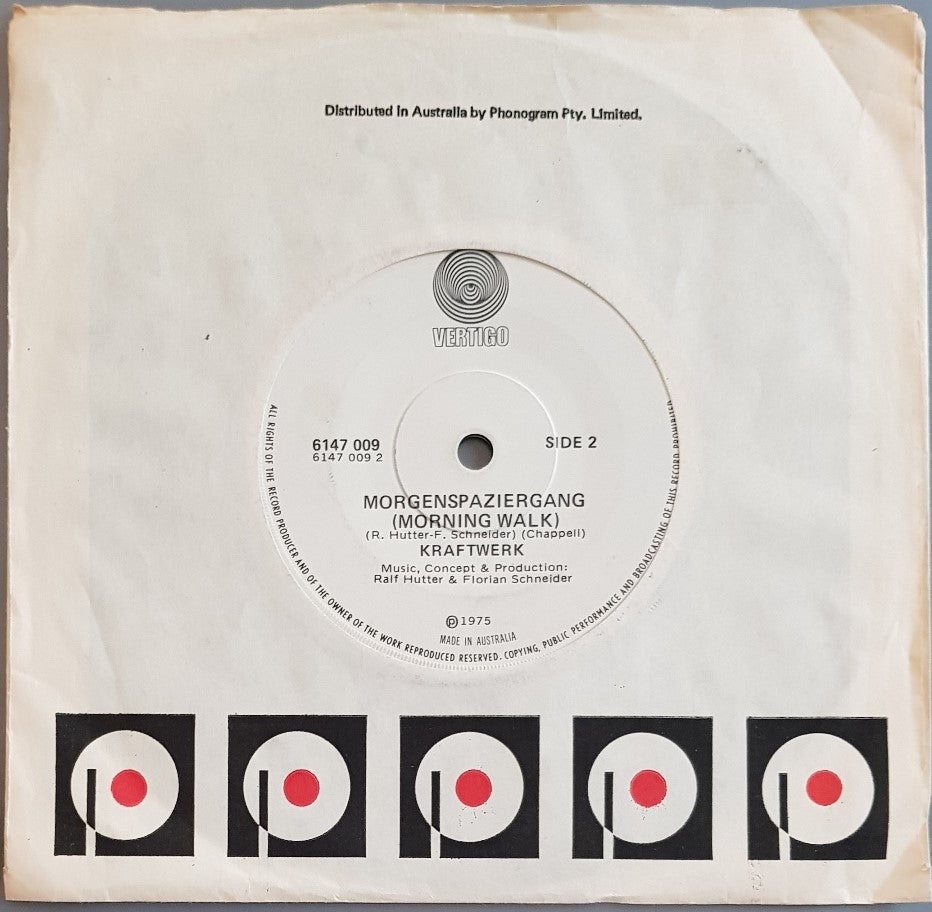 Distributed in Australia by Phonogram Pty. Limited.
VERTIGO
6147 009
6147 009 2
SIDE 2
MORGENSPAZIERGANG
(MORNING WALK)
(R. Hutter-F. Schneider) (Chappell)
KRAFTWERK
Music, Concept & Production:
Ralf Hutter & Florian Schneider
℗1975
MADE IN AUSTRALIA
ALL RIGHTS OF THE RECORD PRODUCER AND OF THE OWNER OF THE WORK REPRODUCED RESERVED. COPYING, PUBLIC PERFORMANCE AND BROADCASTING OF THIS RECORD PROHIBITED